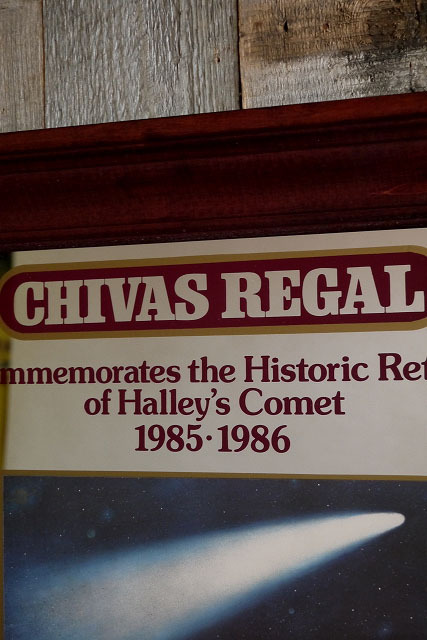 CHIVAS REGAL
mmemorates the Historic Ret
of Halley's Comet
1985·1986